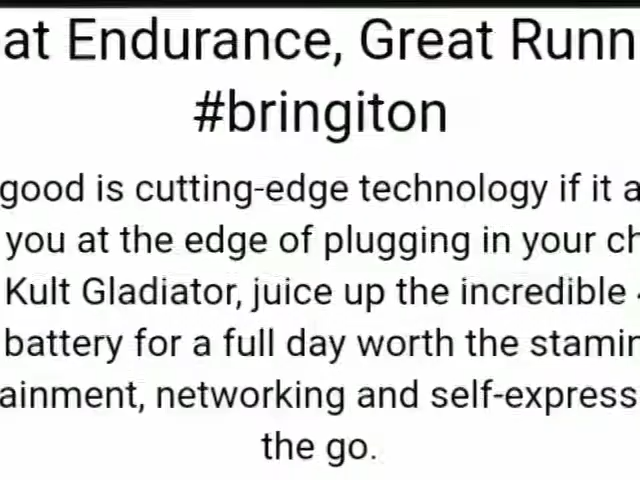 at Endurance, Great Runn
#bringiton
good is cutting-edge technology if it a
you at the edge of plugging in your ch
Kult Gladiator, juice up the incredible
battery for a full day worth the stamin
ainment, networking and self-express
the go.